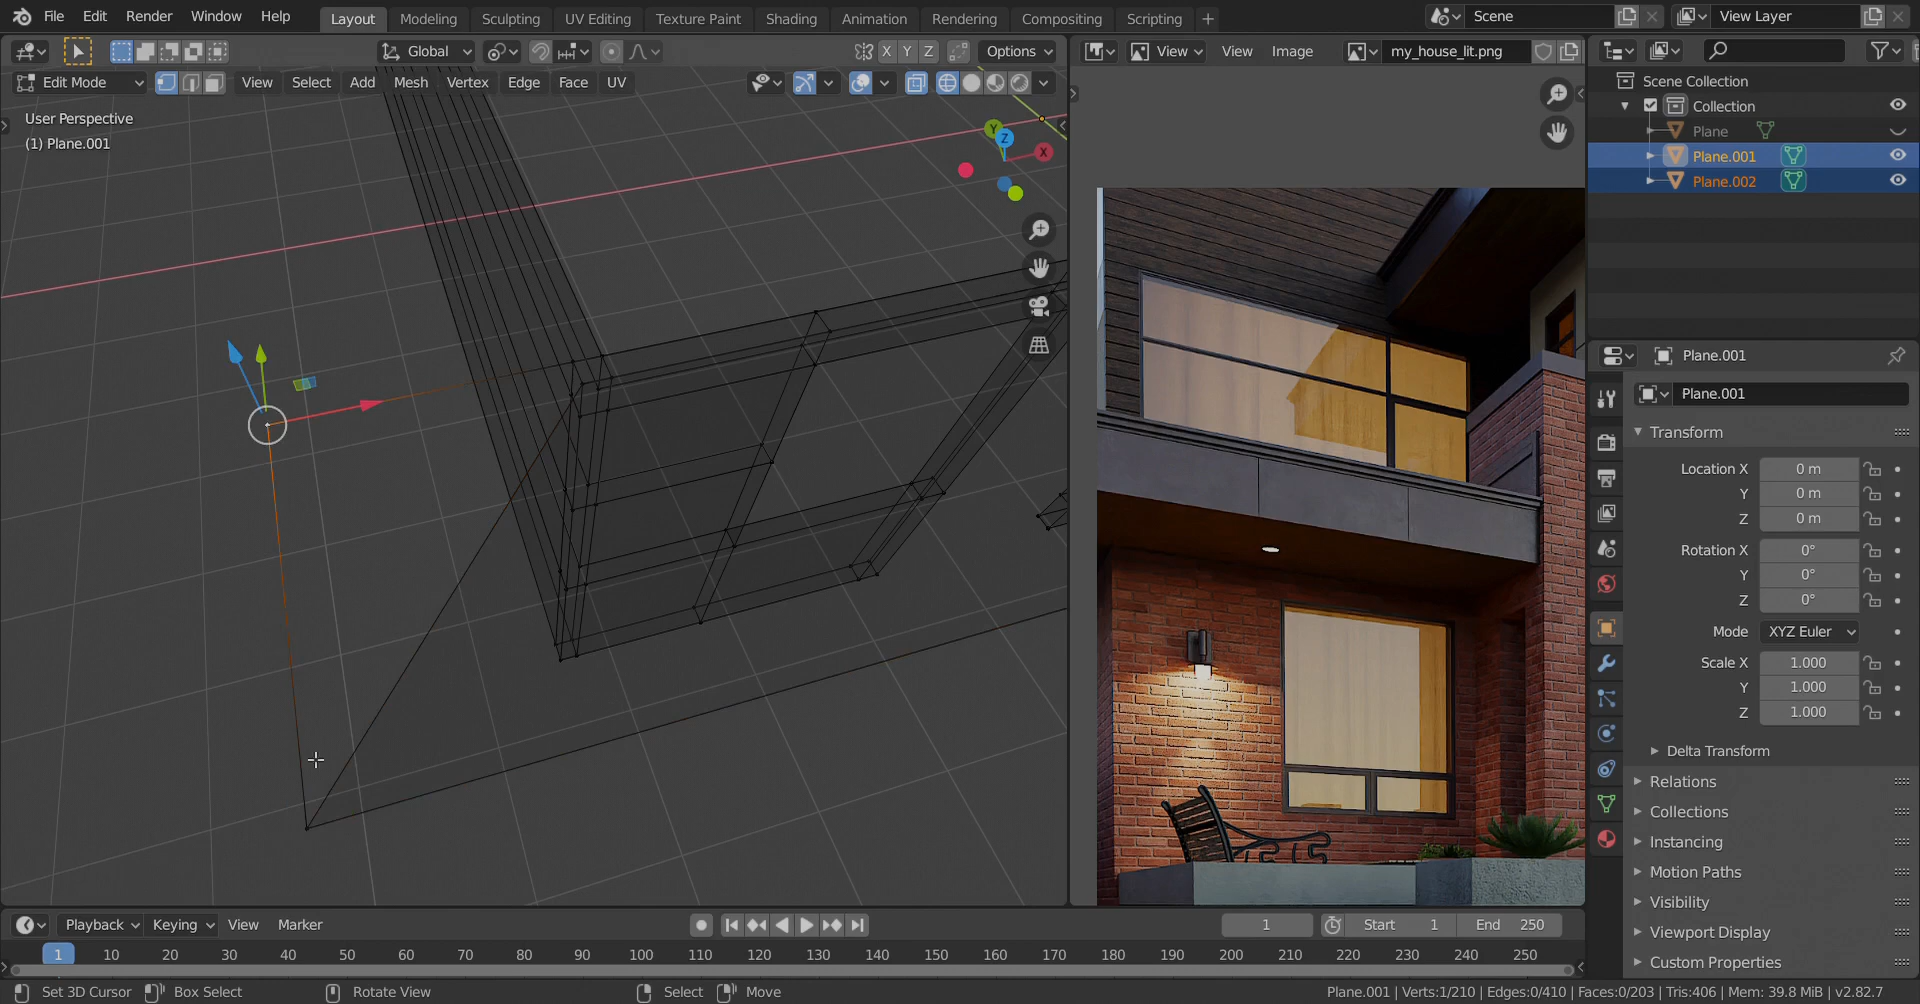 File Edit Render Window Help Layout Modeling Sculpting UV Editing Texture Paint Shading Animation Rendering Compositing Scripting + Scene View Layer
Global X Y Z Options View View Image my_house_lit.png
Edit Mode View Select Add Mesh Vertex Edge Face UV
User Perspective
(1) Plane.001
Y Z X
Scene Collection
Collection
Plane
Plane.001
Plane.002
Plane.001
Plane.001
Transform
Location X 0 m
Y 0 m
Z 0 m
Rotation X 0°
Y 0°
Z 0°
Mode XYZ Euler
Scale X 1.000
Y 1.000
Z 1.000
Delta Transform
Relations
Collections
Instancing
Motion Paths
Visibility
Viewport Display
Custom Properties
Playback Keying View Marker 1 Start 1 End 250
1 10 20 30 40 50 60 70 80 90 100 110 120 130 140 150 160 170 180 190 200 210 220 230 240 250
Set 3D Cursor Box Select Rotate View Select Move Plane.001 | Verts:1/210 | Edges:0/410 | Faces:0/203 | Tris:406 | Mem: 39.8 MiB | v2.82.7